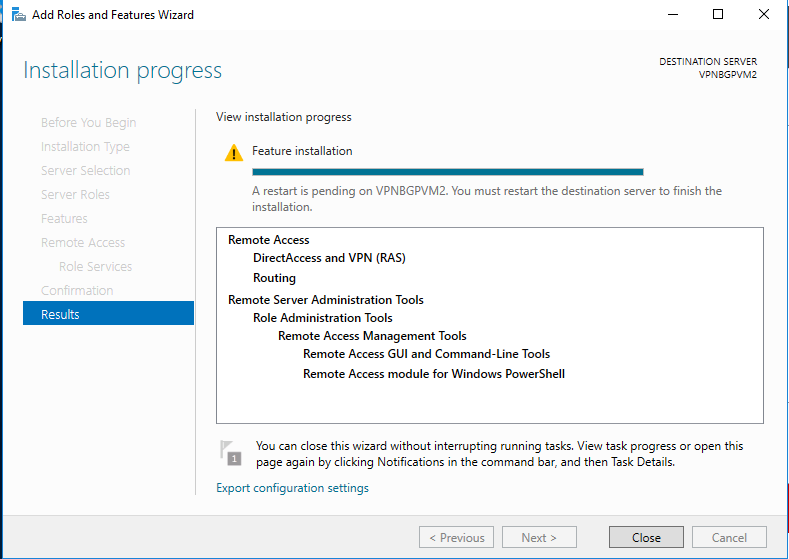 Add Roles and Features Wizard
Installation progress
DESTINATION SERVER
VPNBGPVM2
Before You Begin
Installation Type
Server Selection
Server Roles
Features
Remote Access
Role Services
Confirmation
Results
View installation progress
Feature installation
A restart is pending on VPNBGPVM2. You must restart the destination server to finish the
installation.
Remote Access
DirectAccess and VPN (RAS)
Routing
Remote Server Administration Tools
Role Administration Tools
Remote Access Management Tools
Remote Access GUI and Command-Line Tools
Remote Access module for Windows PowerShell
1
You can close this wizard without interrupting running tasks. View task progress or open this
page again by clicking Notifications in the command bar, and then Task Details.
Export configuration settings
< Previous
Next >
Close
Cancel